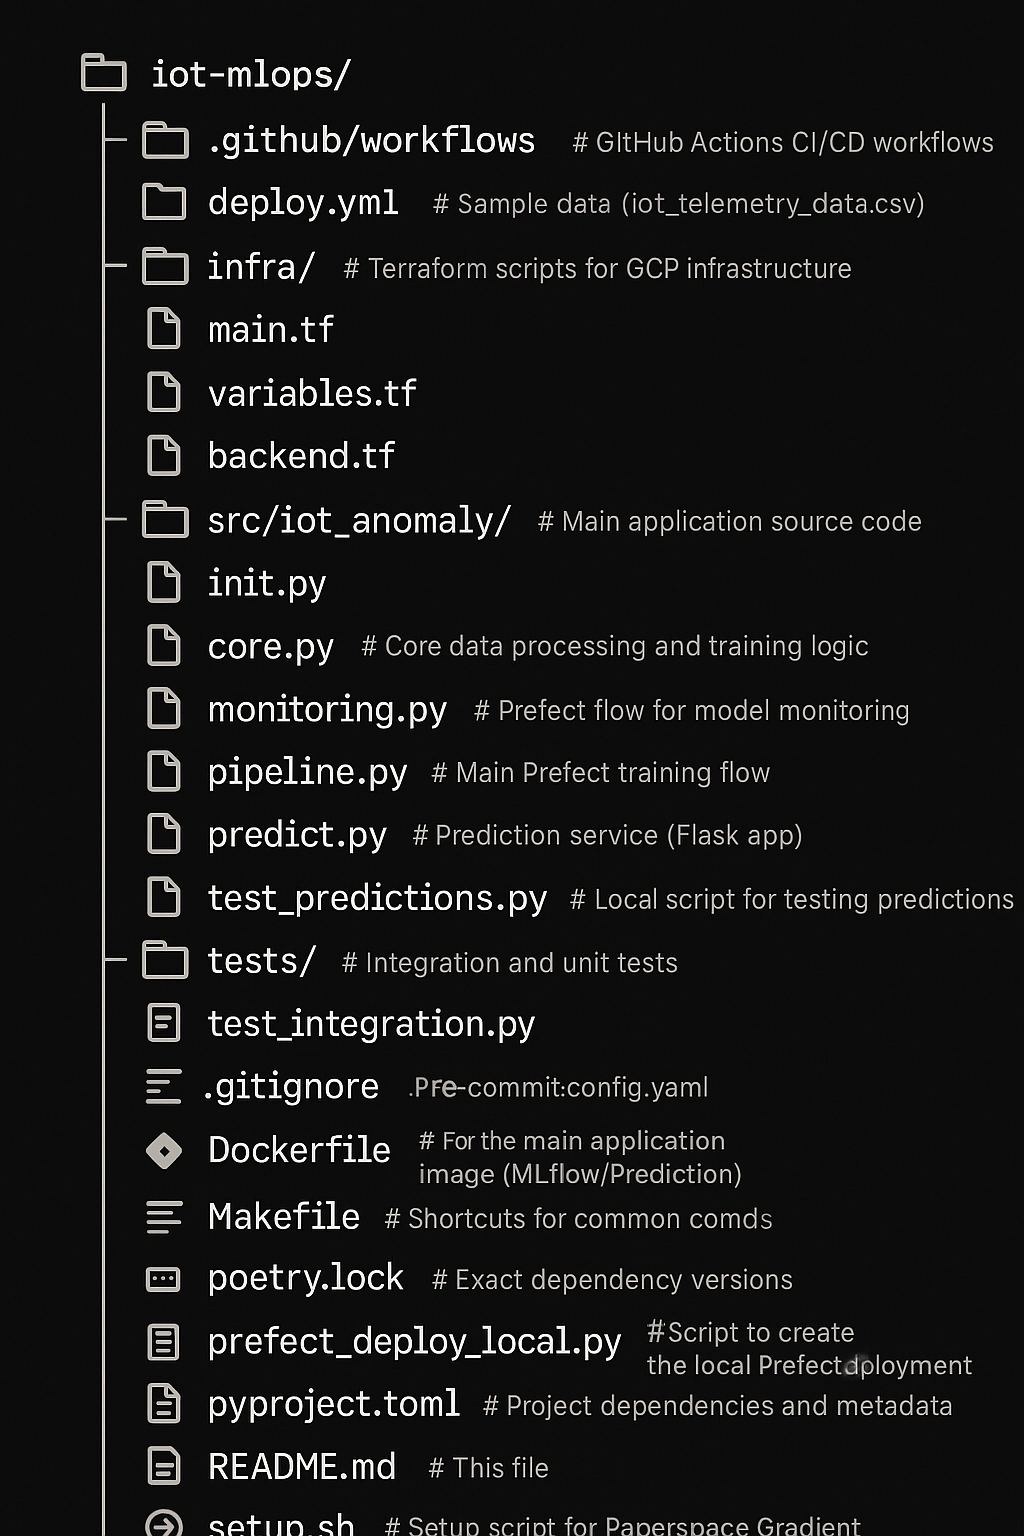 iot-mlops/
.github/workflows # GItHub Actions CI/CD workflows
deploy.yml # Sample data (iot_telemetry_data.csv)
infra/ # Terraform scripts for GCP infrastructure
main.tf
variables.tf
backend.tf
src/iot_anomaly/ # Main application source code
init.py
core.py # Core data processing and training logic
monitoring.py # Prefect flow for model monitoring
pipeline.py # Main Prefect training flow
predict.py # Prediction service (Flask app)
test_predictions.py # Local script for testing predictions
tests/ # Integration and unit tests
test_integration.py
.gitignore .Pre-commit:config.yaml
Dockerfile # For the main application
image (MLflow/Prediction)
Makefile # Shortcuts for common comds
poetry.lock # Exact dependency versions
prefect_deploy_local.py #Script to create
the local Prefect dployment
pyproject.toml # Project dependencies and metadata
README.md # This file
setup.sh # Setup script for Paperspace Gradient